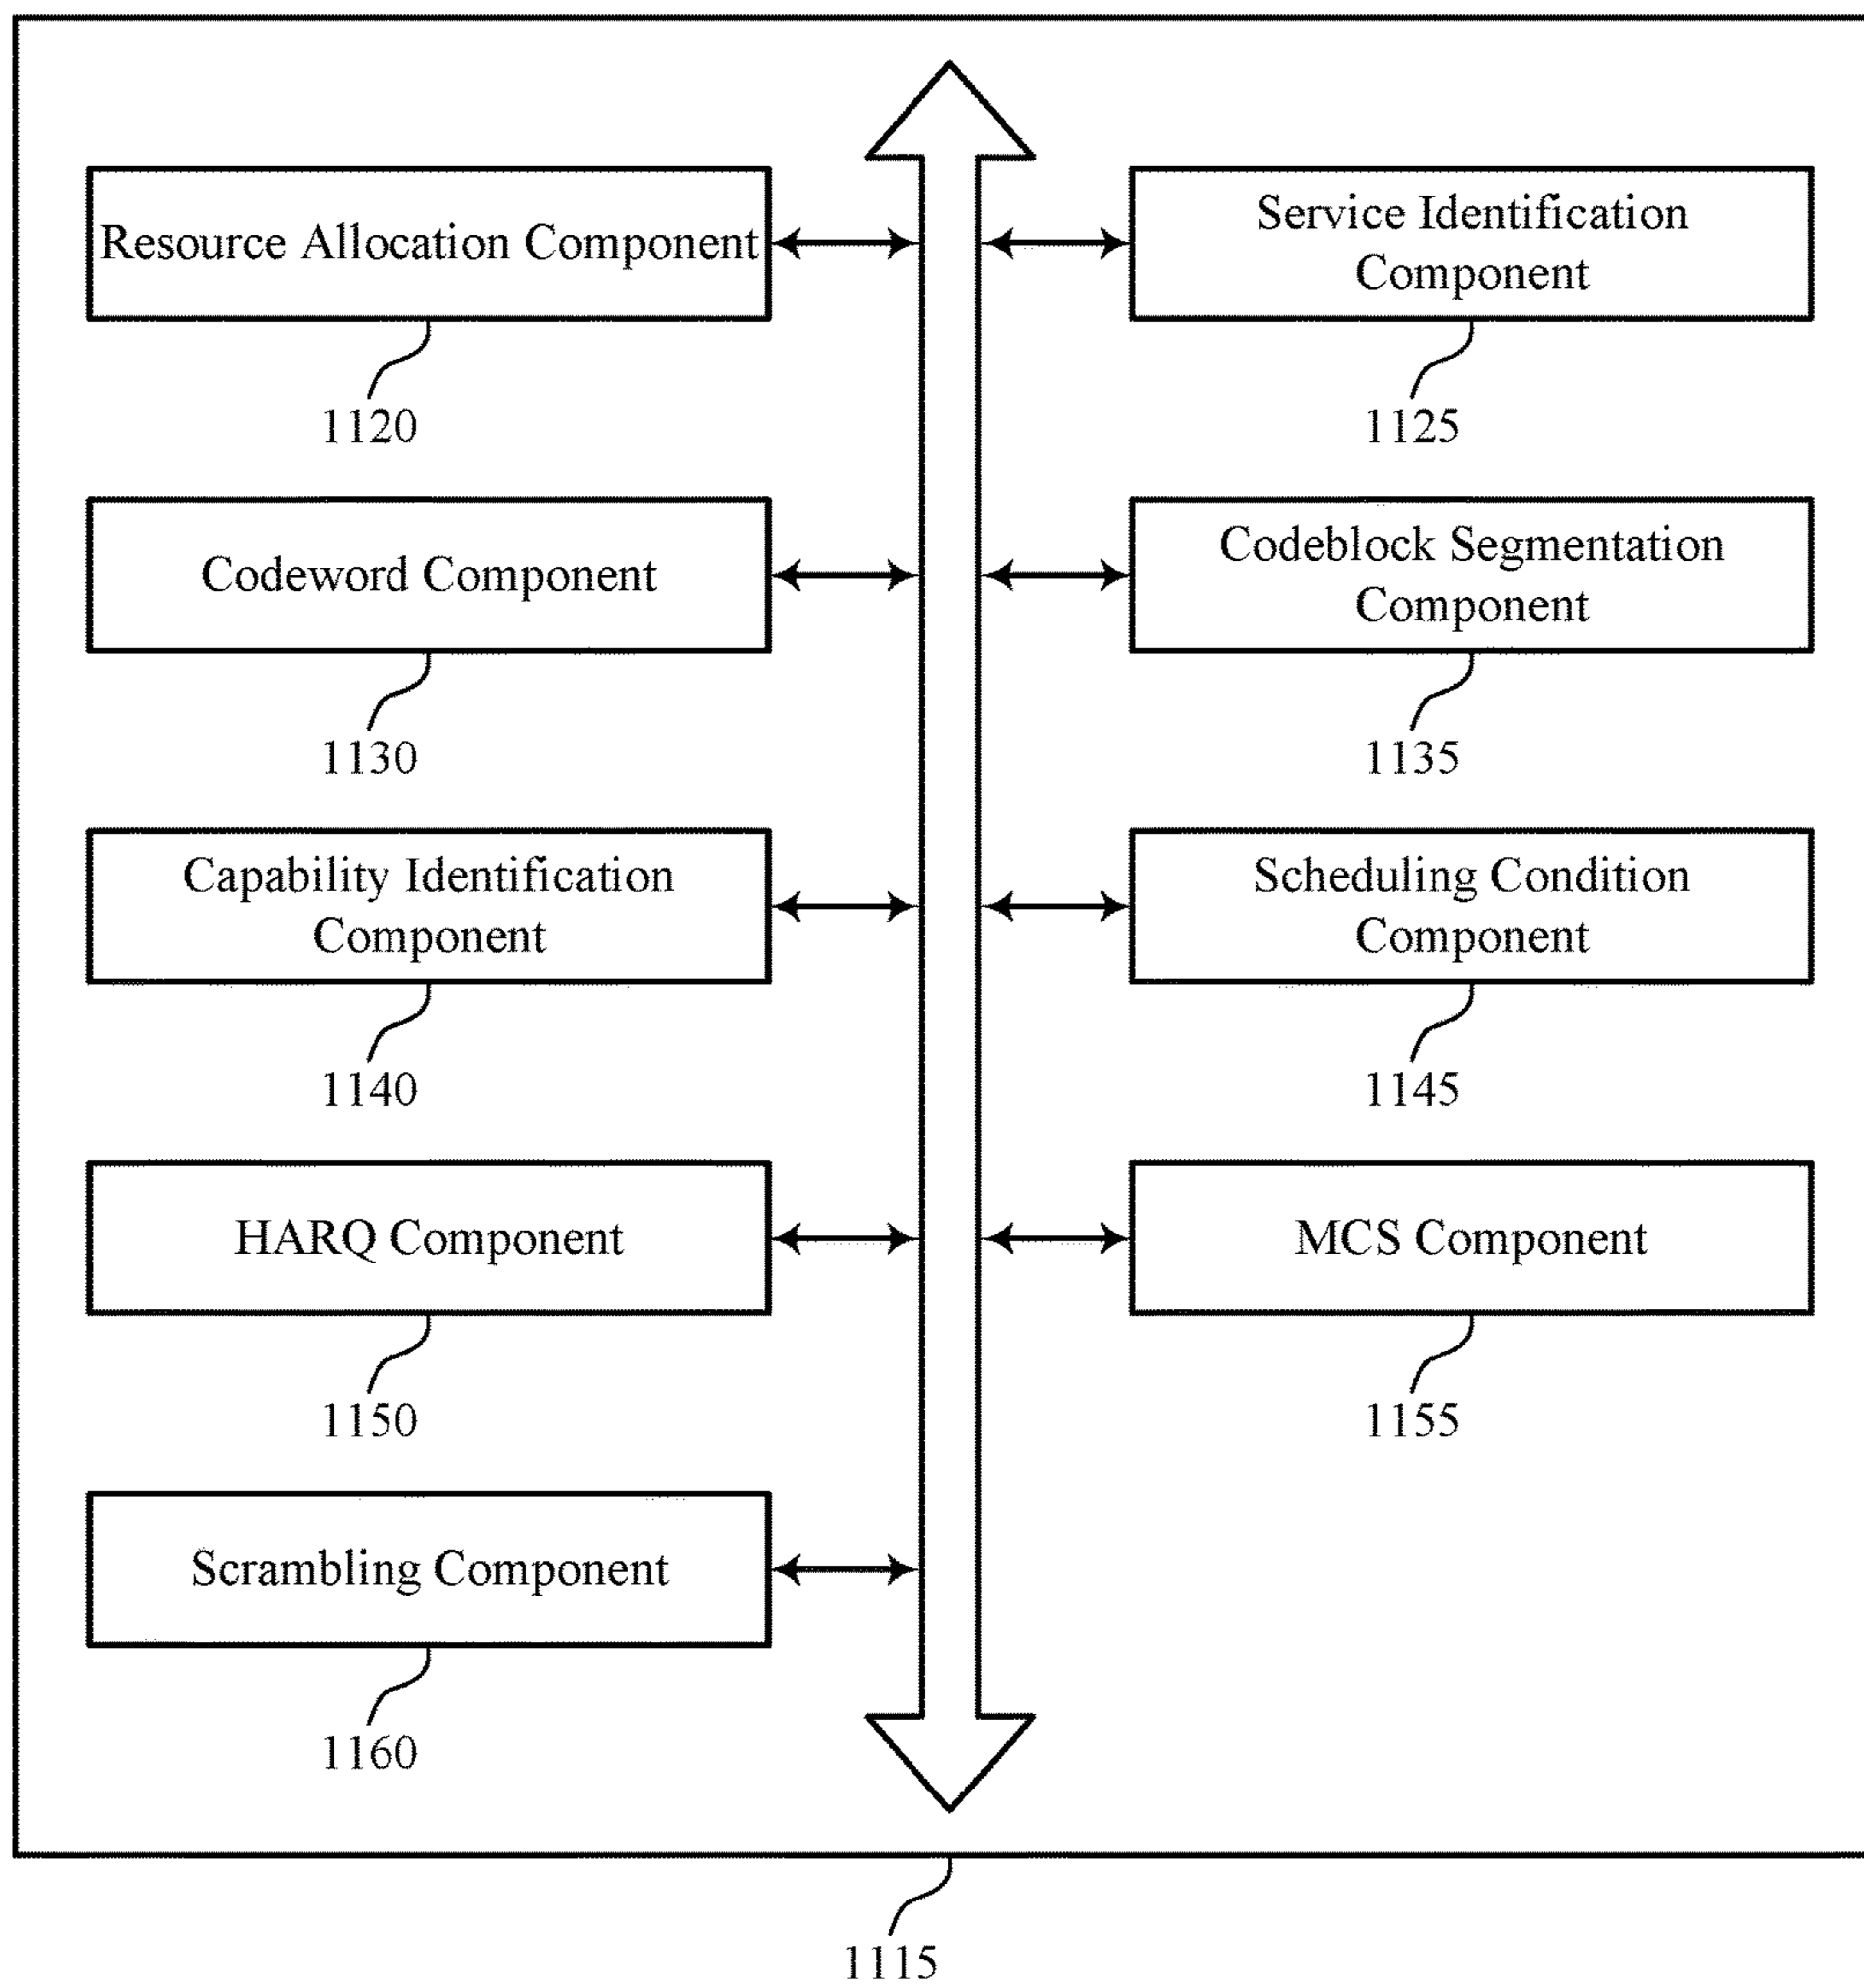 Resource Allocation Component
1120
Service Identification
Component
1125
Codeword Component
1130
Codeblock Segmentation
Component
1135
Capability Identification
Component
1140
Scheduling Condition
Component
1145
HARQ Component
1150
MCS Component
1155
Scrambling Component
1160
1115